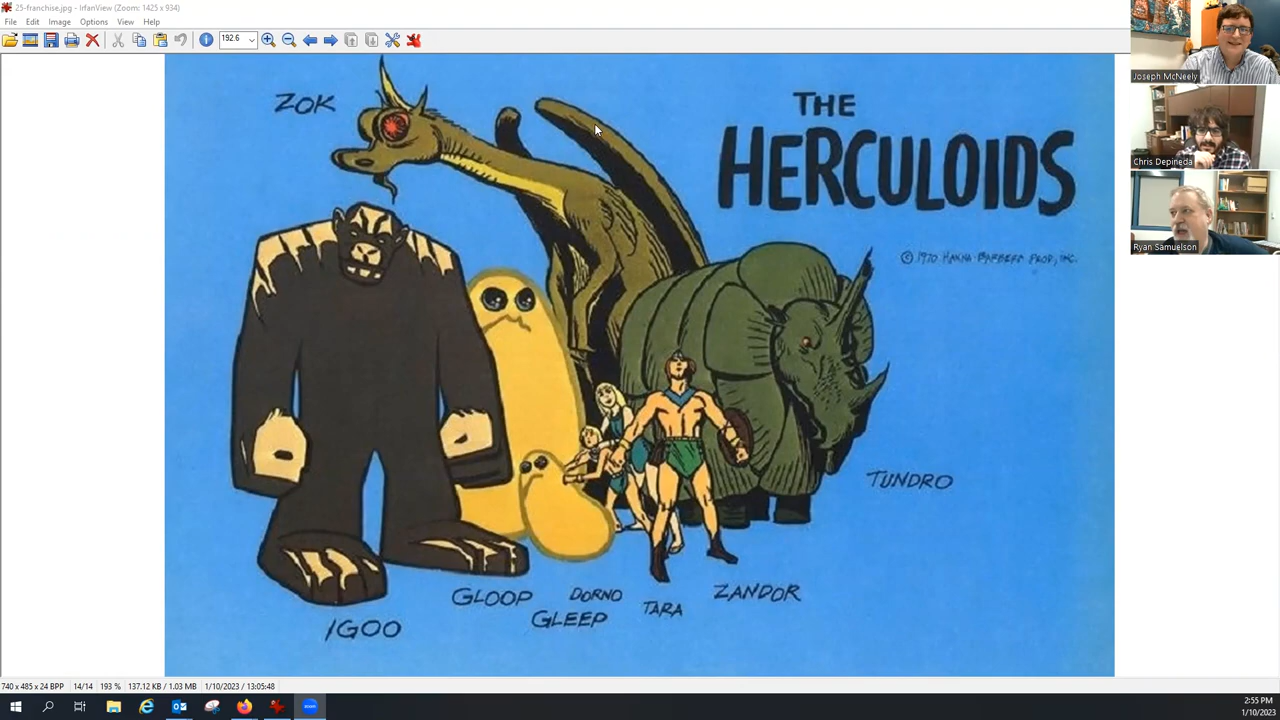 25-franchise.jpg - IrfanView (Zoom: 1425 x 934)
File Edit Image Options View Help
192.6
Joseph McNeely
Chris Depineda
Ryan Samuelson
ZOK
THE
HERCULOIDS
© 1970 HANNA-BARBERA PROD., INC.
TUNDRO
GLOOP
DORNO
ZANDOR
GLEEP
TARA
IGOO
740 x 485 x 24 BPP 14/14 193 % 137.12 KB / 1.03 MB 1/10/2023 / 13:05:48
2:55 PM
1/10/2023